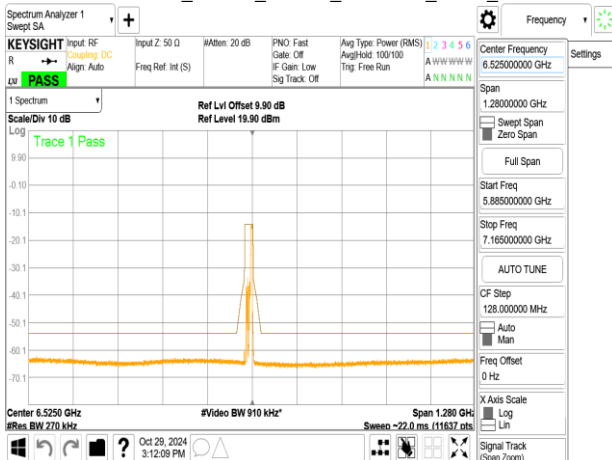 Spectrum Analyzer 1
Swept SA
+
Frequency
KEYSIGHT
R
LXI
PASS
Input: RF
Coupling: DC
Align: Auto
Input Z: 50 Ω
Freq Ref: Int (S)
#Atten: 20 dB
PNO: Fast
Gate: Off
IF Gain: Low
Sig Track: Off
Avg Type: Power (RMS)
Avg|Hold: 100/100
Trig: Free Run
1 2 3 4 5 6
A W W W W W
A N N N N N
1 Spectrum
Scale/Div 10 dB
Ref Lvl Offset 9.90 dB
Ref Level 19.90 dBm
Log
Trace 1 Pass
9.90
-0.10
-10.1
-20.1
-30.1
-40.1
-50.1
-60.1
-70.1
Center 6.5250 GHz
#Res BW 270 kHz
#Video BW 910 kHz*
Span 1.280 GHz
Sweep ~22.0 ms (11637 pts
Oct 29, 2024
3:12:09 PM
?
Center Frequency
6.525000000 GHz
Span
1.28000000 GHz
Swept Span
Zero Span
Full Span
Start Freq
5.885000000 GHz
Stop Freq
7.165000000 GHz
AUTO TUNE
CF Step
128.000000 MHz
Auto
Man
Freq Offset
0 Hz
X Axis Scale
Log
Lin
Signal Track
(Span Zoom)
Settings